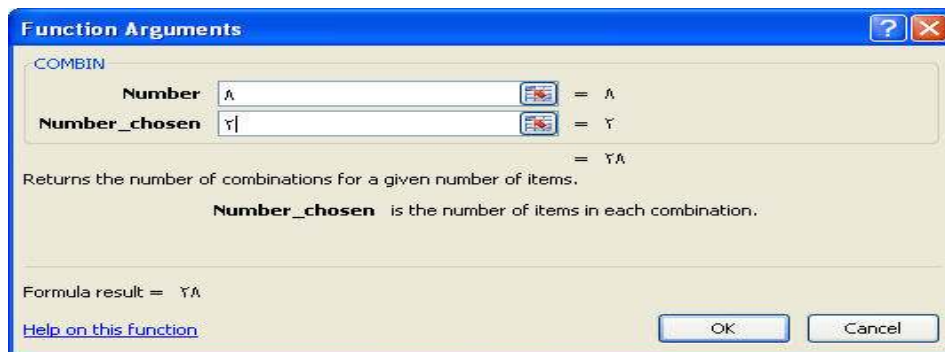 Function Arguments
COMBIN
Number ٨ = ٨
Number_chosen ٢ = ٢
= ٢٨
Returns the number of combinations for a given number of items.
Number_chosen is the number of items in each combination.
Formula result = ٢٨
Help on this function OK Cancel